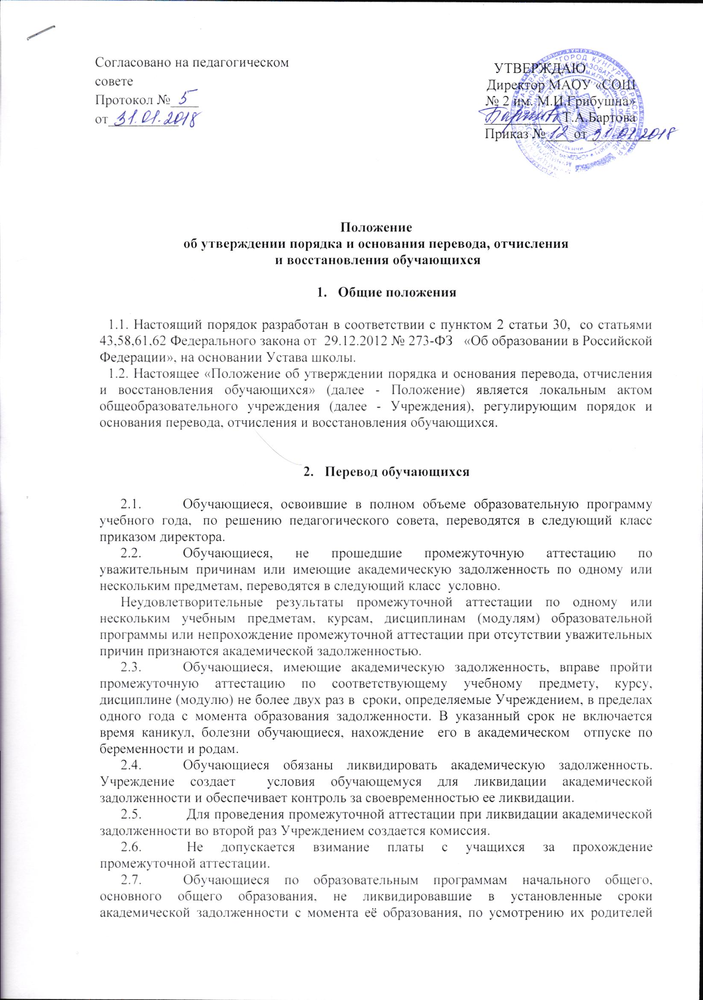 Согласовано на педагогическом
совете
Протокол № 5
от 31.01.2018
УТВЕРЖДАЮ
Директор МАОУ «СОШ
№ 2 им. М.И.Грибушна»
Т.А.Бартова
Приказ № 12 от 31.01.2018
Положение
об утверждении порядка и основания перевода, отчисления
и восстановления обучающихся
1. Общие положения
1.1. Настоящий порядок разработан в соответствии с пунктом 2 статьи 30, со статьями
43,58,61,62 Федерального закона от 29.12.2012 № 273-ФЗ «Об образовании в Российской
Федерации», на основании Устава школы.
1.2. Настоящее «Положение об утверждении порядка и основания перевода, отчисления
и восстановления обучающихся» (далее - Положение) является локальным актом
общеобразовательного учреждения (далее - Учреждения), регулирующим порядок и
основания перевода, отчисления и восстановления обучающихся.
2. Перевод обучающихся
2.1. Обучающиеся, освоившие в полном объеме образовательную программу
учебного года, по решению педагогического совета, переводятся в следующий класс
приказом директора.
2.2. Обучающиеся, не прошедшие промежуточную аттестацию по
уважительным причинам или имеющие академическую задолженность по одному или
нескольким предметам, переводятся в следующий класс условно.
Неудовлетворительные результаты промежуточной аттестации по одному или
нескольким учебным предметам, курсам, дисциплинам (модулям) образовательной
программы или непрохождение промежуточной аттестации при отсутствии уважительных
причин признаются академической задолженностью.
2.3. Обучающиеся, имеющие академическую задолженность, вправе пройти
промежуточную аттестацию по соответствующему учебному предмету, курсу,
дисциплине (модулю) не более двух раз в сроки, определяемые Учреждением, в пределах
одного года с момента образования задолженности. В указанный срок не включается
время каникул, болезни обучающиеся, нахождение его в академическом отпуске по
беременности и родам.
2.4. Обучающиеся обязаны ликвидировать академическую задолженность.
Учреждение создает условия обучающемуся для ликвидации академической
задолженности и обеспечивает контроль за своевременностью ее ликвидации.
2.5. Для проведения промежуточной аттестации при ликвидации академической
задолженности во второй раз Учреждением создается комиссия.
2.6. Не допускается взимание платы с учащихся за прохождение
промежуточной аттестации.
2.7. Обучающиеся по образовательным программам начального общего,
основного общего образования, не ликвидировавшие в установленные сроки
академической задолженности с момента её образования, по усмотрению их родителей